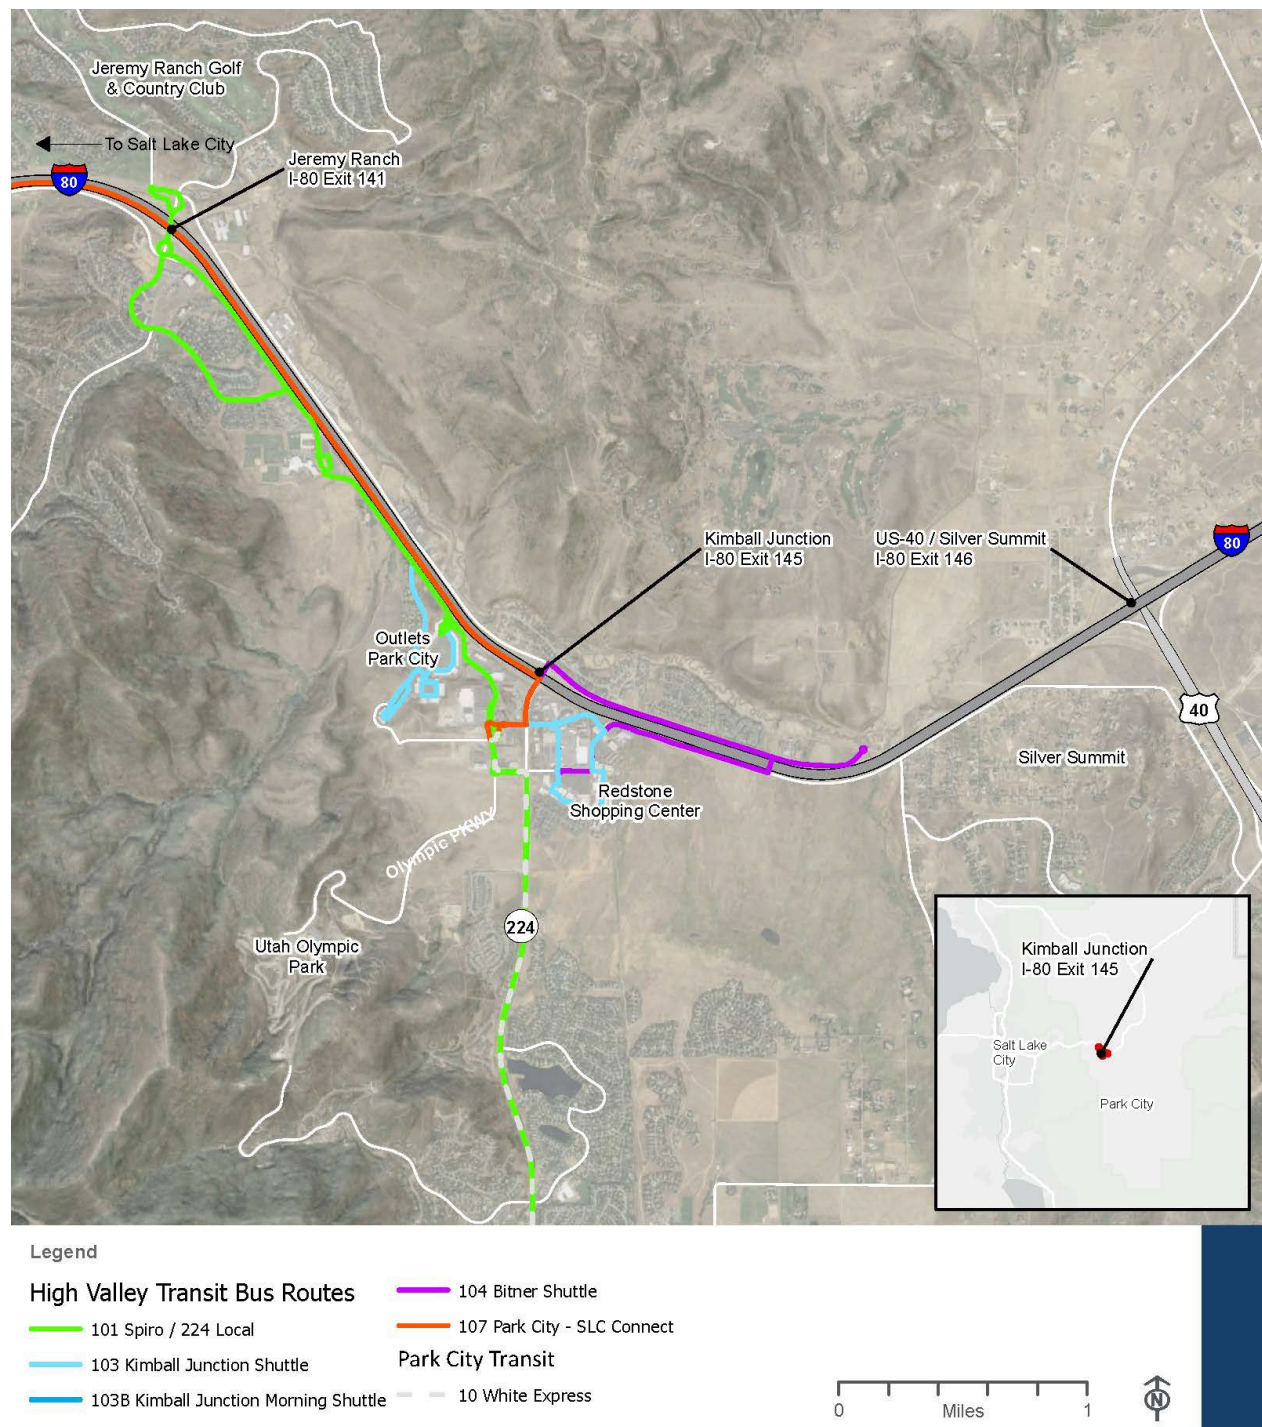 Jeremy Ranch Golf
& Country Club
To Salt Lake City
80
Jeremy Ranch
I-80 Exit 141
Kimball Junction
I-80 Exit 145
US-40 / Silver Summit
I-80 Exit 146
80
Outlets
Park City
40
Silver Summit
Redstone
Shopping Center
Olympic PKWY
224
Utah Olympic
Park
Kimball Junction
I-80 Exit 145
Salt Lake
City
Park City
Legend
High Valley Transit Bus Routes
101 Spiro / 224 Local
103 Kimball Junction Shuttle
103B Kimball Junction Morning Shuttle
104 Bitner Shuttle
107 Park City - SLC Connect
Park City Transit
10 White Express
0 Miles 1
N